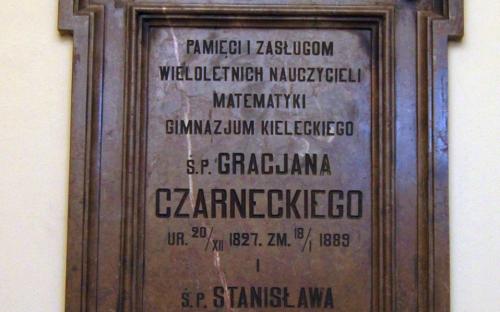 PAMIĘCI I ZASŁUGOM
WIELOLETNICH NAUCZYCIELI
MATEMATYKI
GIMNAZJUM KIELECKIEGO
Ś.P. GRACJANA
CZARNECKIEGO
UR. 20/XII 1827. ZM. 18/I 1889
I
Ś.P. STANISŁAWA